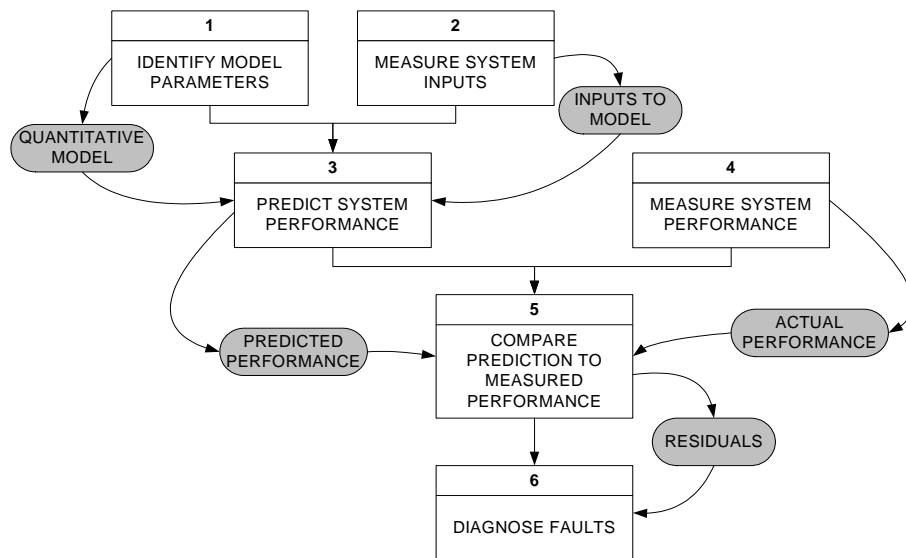 1
IDENTIFY MODEL
PARAMETERS
2
MEASURE SYSTEM
INPUTS
INPUTS TO
MODEL
QUANTITATIVE
MODEL
3
PREDICT SYSTEM
PERFORMANCE
4
MEASURE SYSTEM
PERFORMANCE
5
COMPARE
PREDICTION TO
MEASURED
PERFORMANCE
PREDICTED
PERFORMANCE
ACTUAL
PERFORMANCE
RESIDUALS
6
DIAGNOSE FAULTS